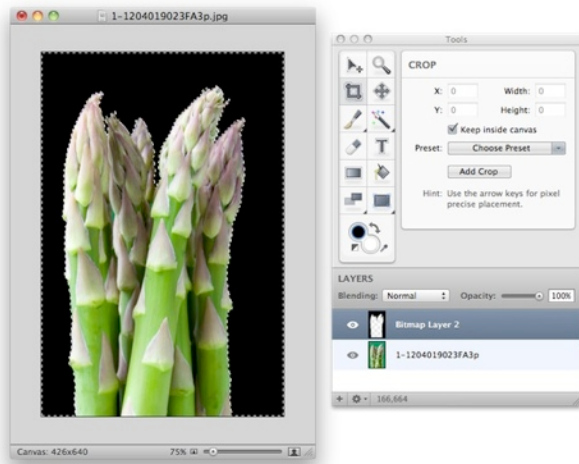 1-1204019023FA3p.jpg
Canvas: 426x640
75%
Tools
CROP
X: 0 Width: 0
Y: 0 Height: 0
Keep inside canvas
Preset: Choose Preset
Add Crop
Hint: Use the arrow keys for pixel
precise placement.
T
LAYERS
Blending: Normal Opacity: 100%
Bitmap Layer 2
1-1204019023FA3p
166,664